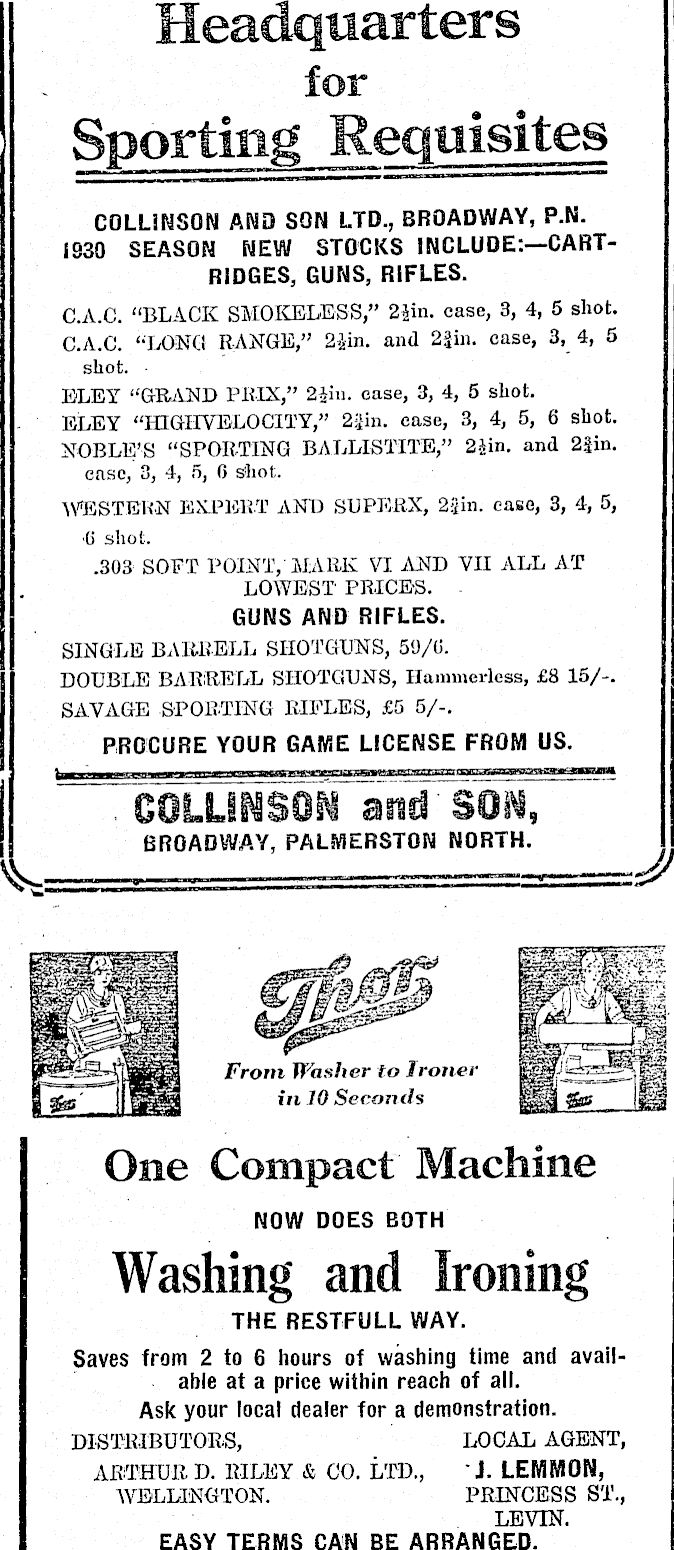 Headquarters
for
Sporting Requisites
COLLINSON AND SON LTD., BROADWAY, P.N.
1930 SEASON NEW STOCKS INCLUDE:—CART-
RIDGES, GUNS, RIFLES.
C.A.C. “BLACK SMOKELESS,” 2½in. case, 3, 4, 5 shot.
C.A.C. “LONG RANGE,” 2½in. and 2¾in. case, 3, 4, 5
shot.
ELEY “GRAND PRIX,” 2½in. case, 3, 4, 5 shot.
ELEY “HIGHVELOCITY,” 2¾in. case, 3, 4, 5, 6 shot.
NOBLE'S “SPORTING BALLISTITE,” 2½in. and 2¾in.
case, 3, 4, 5, 6 shot.
WESTERN EXPERT AND SUPERX, 2¾in. case, 3, 4, 5,
6 shot.
.303 SOFT POINT, MARK VI AND VII ALL AT
LOWEST PRICES.
GUNS AND RIFLES.
SINGLE BARRELL SHOTGUNS, 59/6.
DOUBLE BARRELL SHOTGUNS, Hammerless, £8 15/-.
SAVAGE SPORTING RIFLES, £5 5/-.
PROCURE YOUR GAME LICENSE FROM US.
COLLINSON and SON,
BROADWAY, PALMERSTON NORTH.
Thor
From Washer to Ironer
in 10 Seconds
Thor
Thor
One Compact Machine
NOW DOES BOTH
Washing and Ironing
THE RESTFULL WAY.
Saves from 2 to 6 hours of washing time and avail-
able at a price within reach of all.
Ask your local dealer for a demonstration.
DISTRIBUTORS,
ARTHUR D. RILEY & CO. LTD.,
WELLINGTON.
LOCAL AGENT,
J. LEMMON,
PRINCESS ST.,
LEVIN.
EASY TERMS CAN BE ARRANGED.